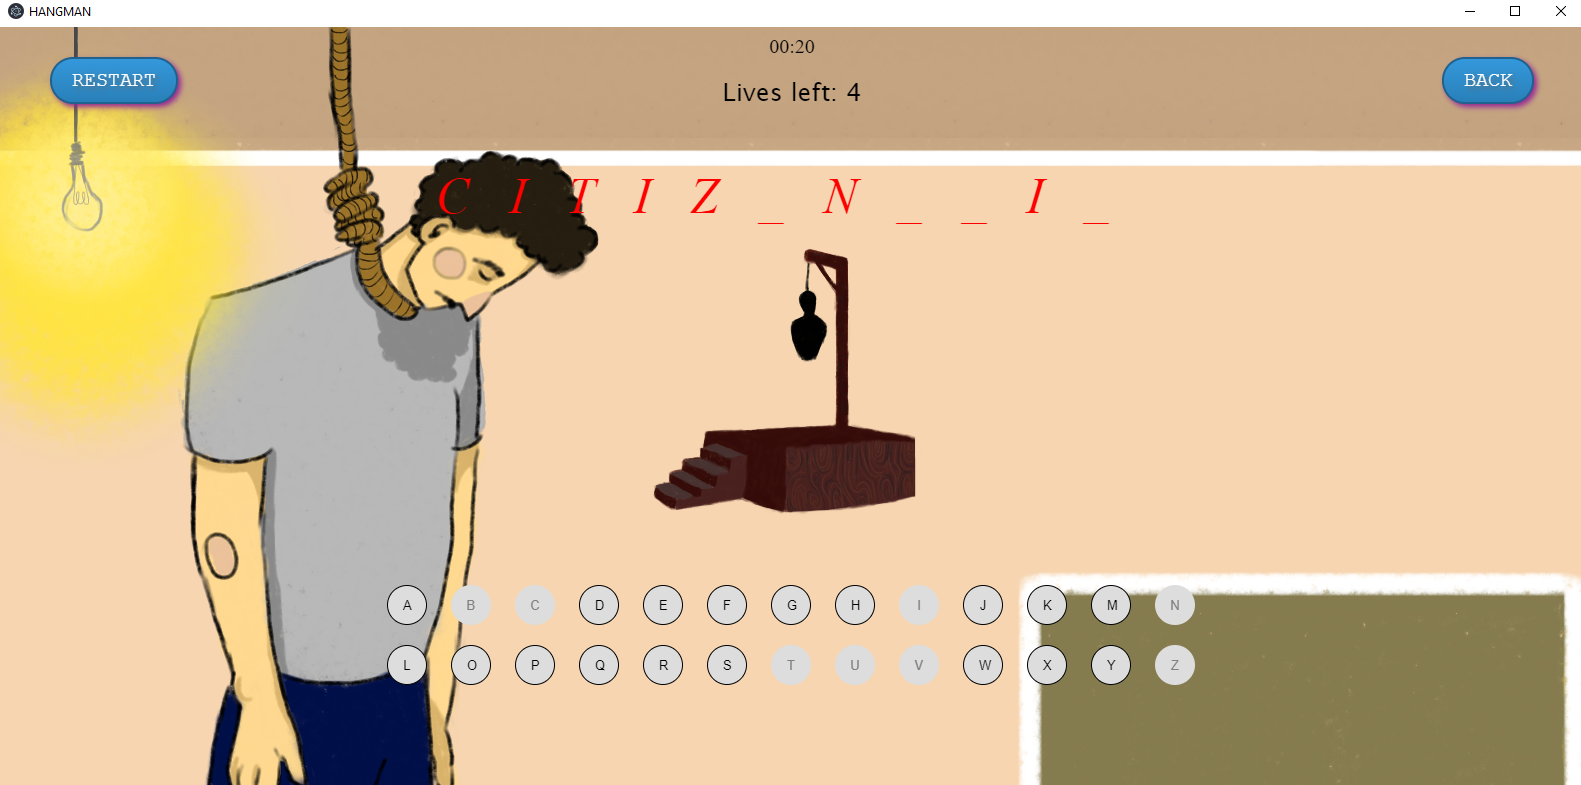 HANGMAN
00:20
RESTART
Lives left: 4
BACK
C I T I Z _ N _ _ I _
A B C D E F G H I J K M N
L O P Q R S T U V W X Y Z